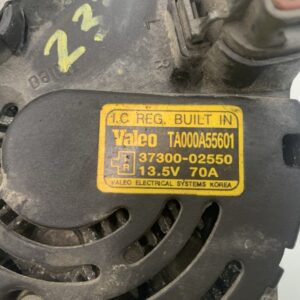 I.C REG. BUILT IN
Valeo TA000A55601
37300-02550
R
13.5V 70A
VALEO ELECTRICAL SYSTEMS KOREA